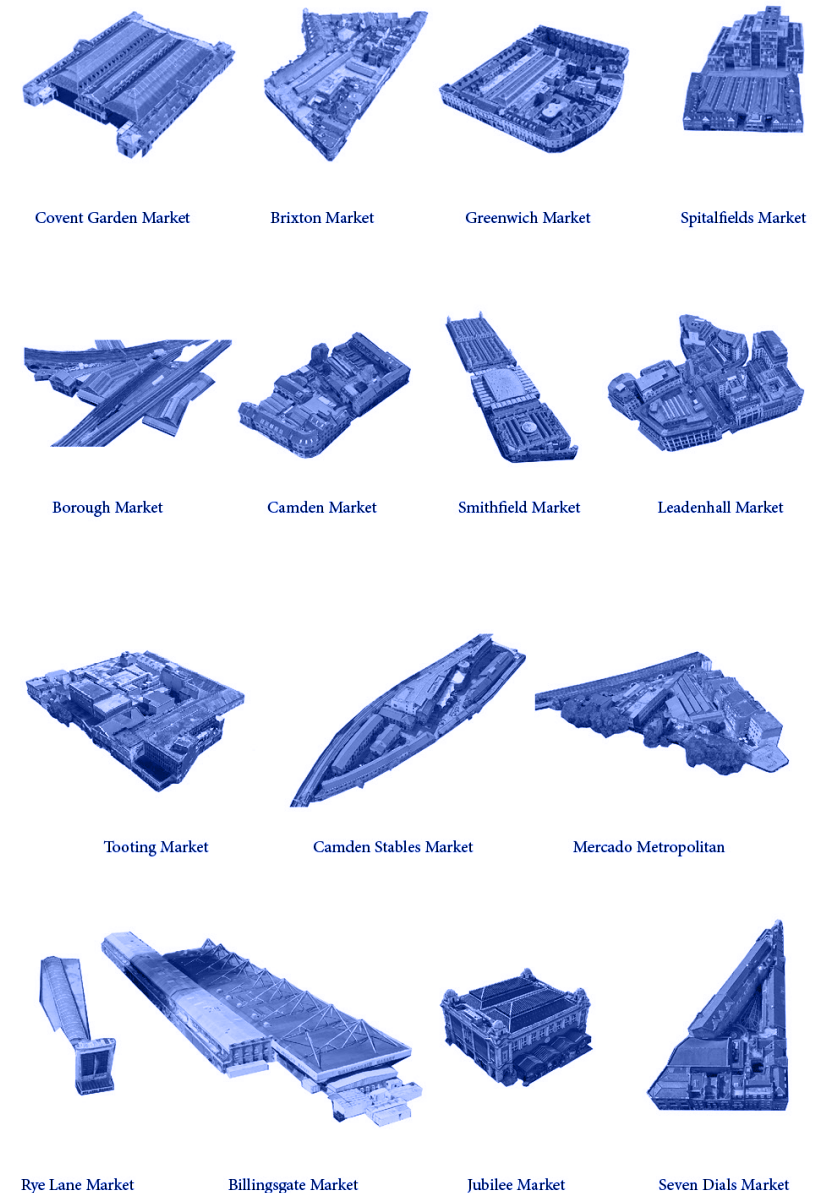 Covent Garden Market
Brixton Market
Greenwich Market
Spitalfields Market
Borough Market
Camden Market
Smithfield Market
Leadenhall Market
Tooting Market
Camden Stables Market
Mercado Metropolitan
Rye Lane Market
Billingsgate Market
Jubilee Market
Seven Dials Market